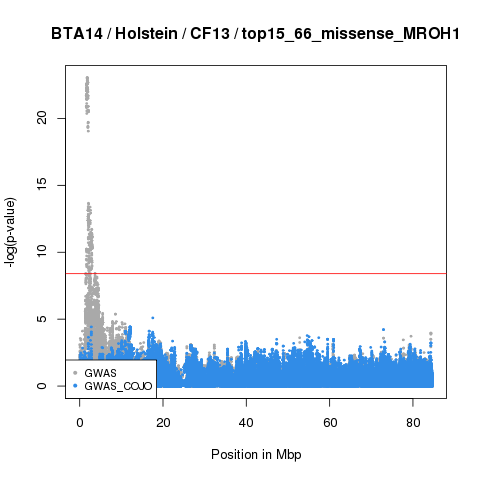 BTA14 / Holstein / CF13 / top15_66_missense_MROH1
-log(p-value)
20
15
10
5
0
GWAS
GWAS_COJO
0 20 40 60 80
Position in Mbp